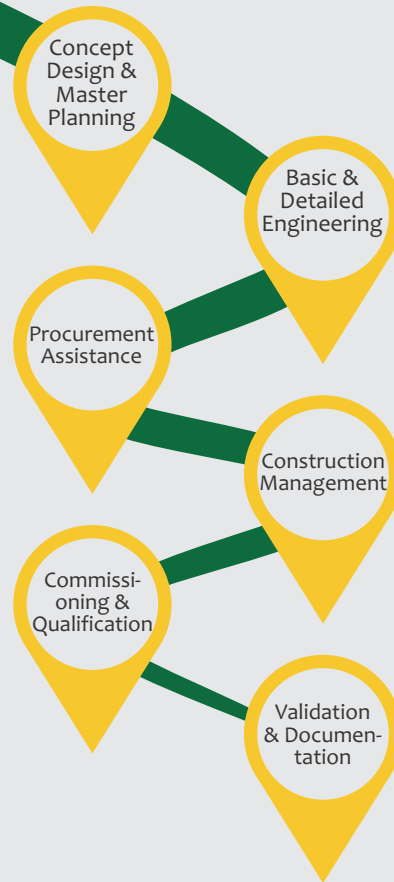 Concept
Design &
Master
Planning
Basic &
Detailed
Engineering
Procurement
Assistance
Construction
Management
Commissi-
oning &
Qualification
Validation
& Documen-
tation